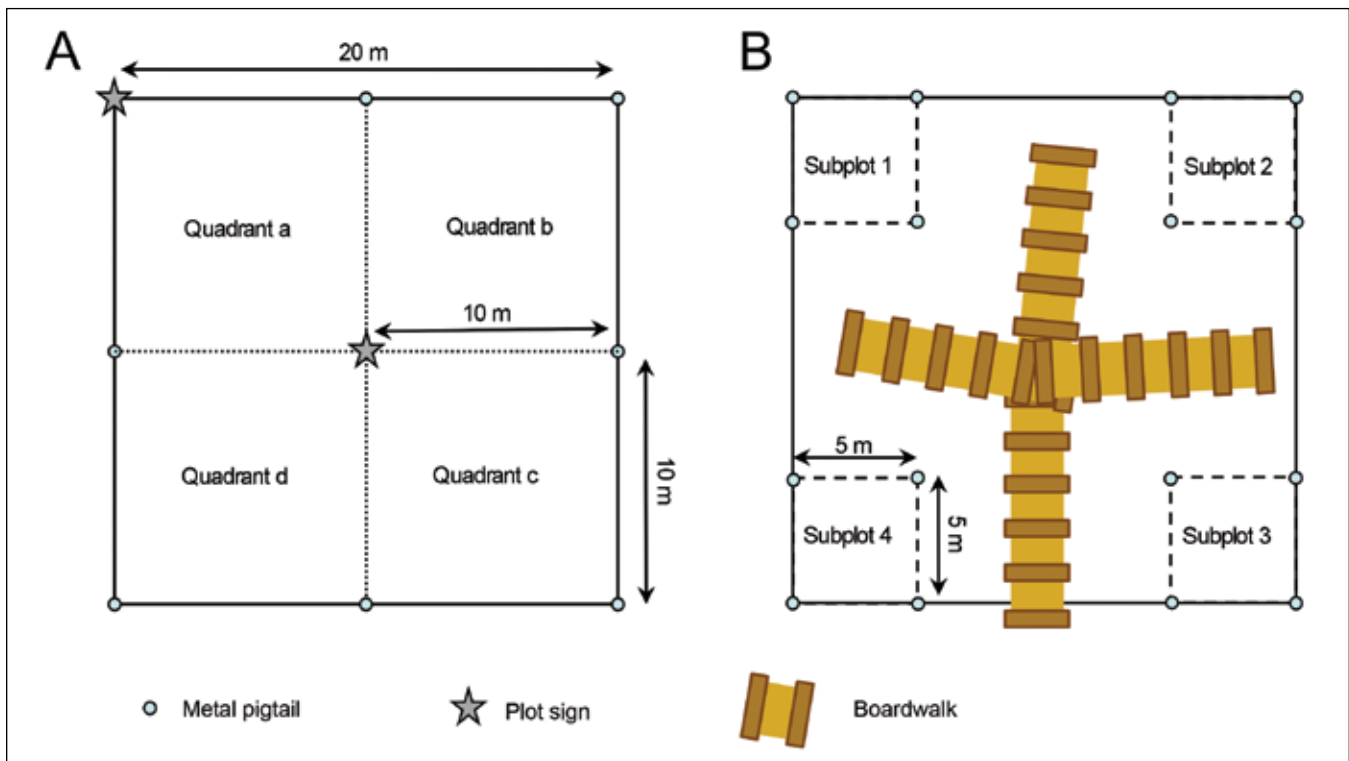 A
20 m
Quadrant a
Quadrant b
10 m
Quadrant d
Quadrant c
10 m
B
Subplot 1
Subplot 2
5 m
Subplot 4
5 m
Subplot 3
Metal pigtail
Plot sign
Boardwalk